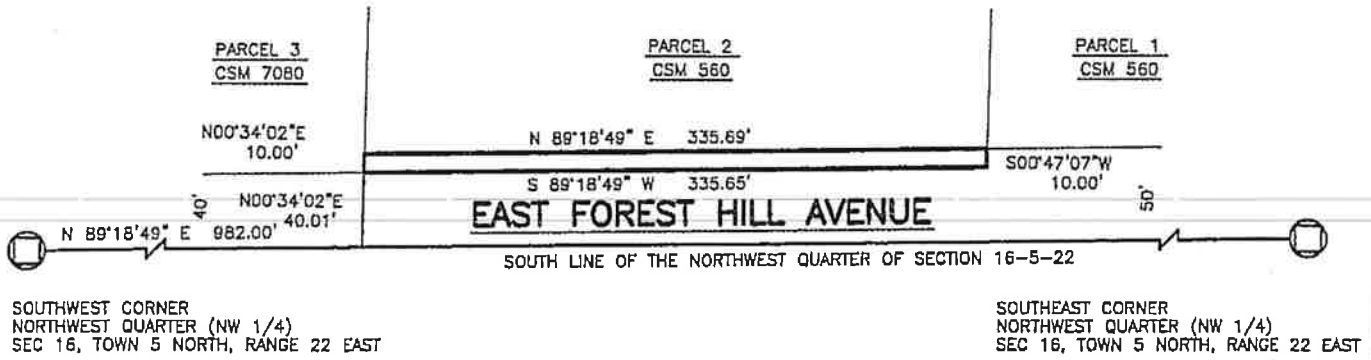 PARCEL 3
CSM 7080
PARCEL 2
CSM 560
PARCEL 1
CSM 560
N00°34'02"E
10.00'
N 89°18'49" E 335.69'
S00°47'07"W
10.00'
S 89°18'49" W 335.65'
40'
N00°34'02"E
40.01'
50'
EAST FOREST HILL AVENUE
N 89°18'49" E 982.00'
SOUTH LINE OF THE NORTHWEST QUARTER OF SECTION 16-5-22
SOUTHWEST CORNER
NORTHWEST QUARTER (NW 1/4)
SEC 16, TOWN 5 NORTH, RANGE 22 EAST
SOUTHEAST CORNER
NORTHWEST QUARTER (NW 1/4)
SEC 16, TOWN 5 NORTH, RANGE 22 EAST